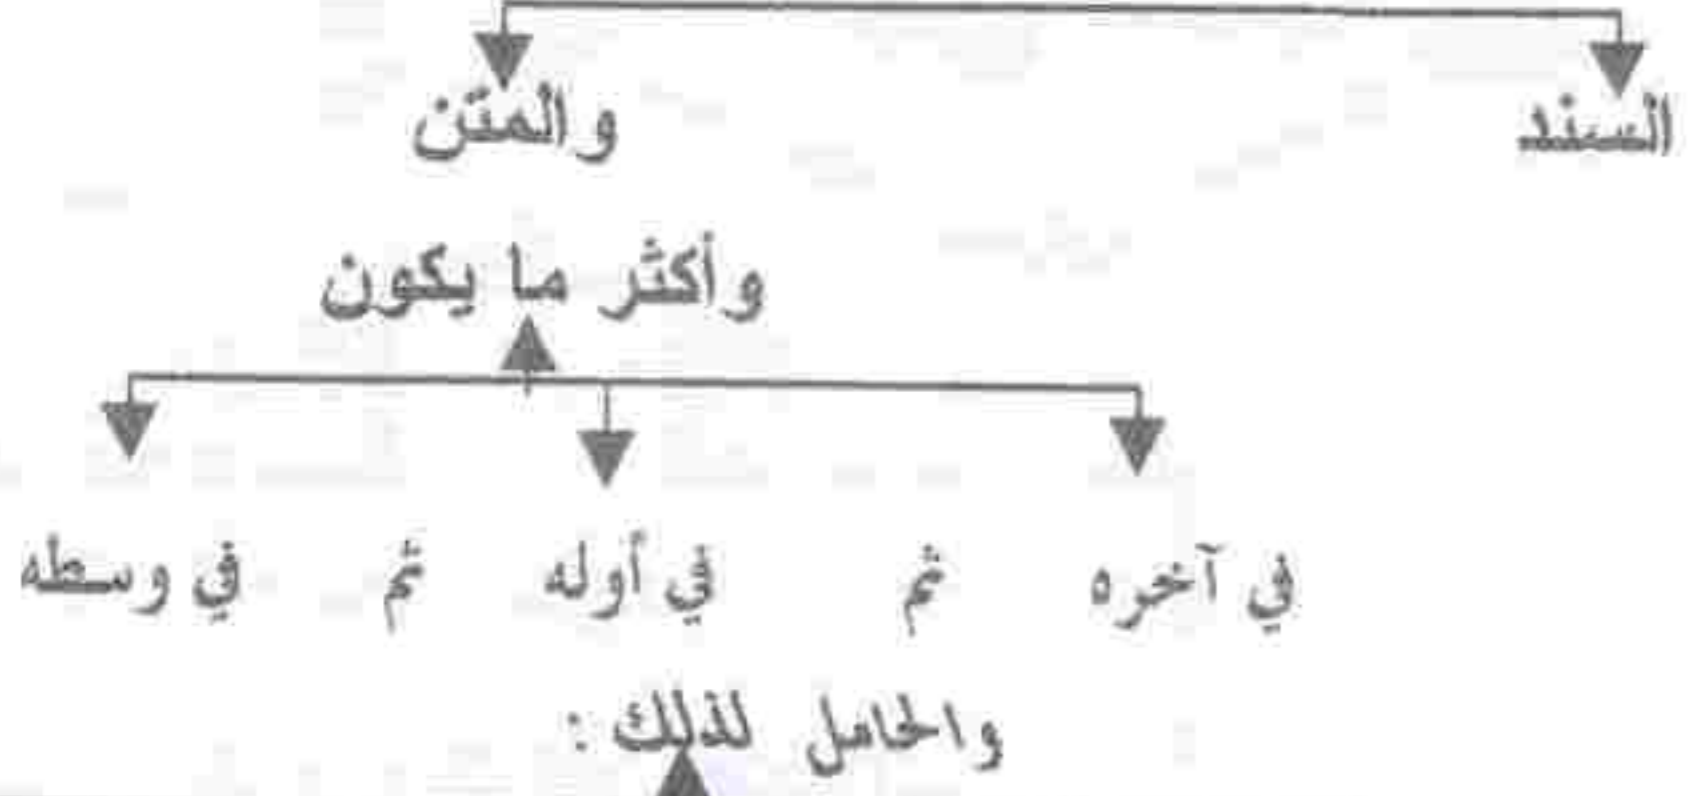 السند والمتن
وأكثر ما يكون
في آخره ثم في أوله ثم في وسطه
والحامل لذلك :